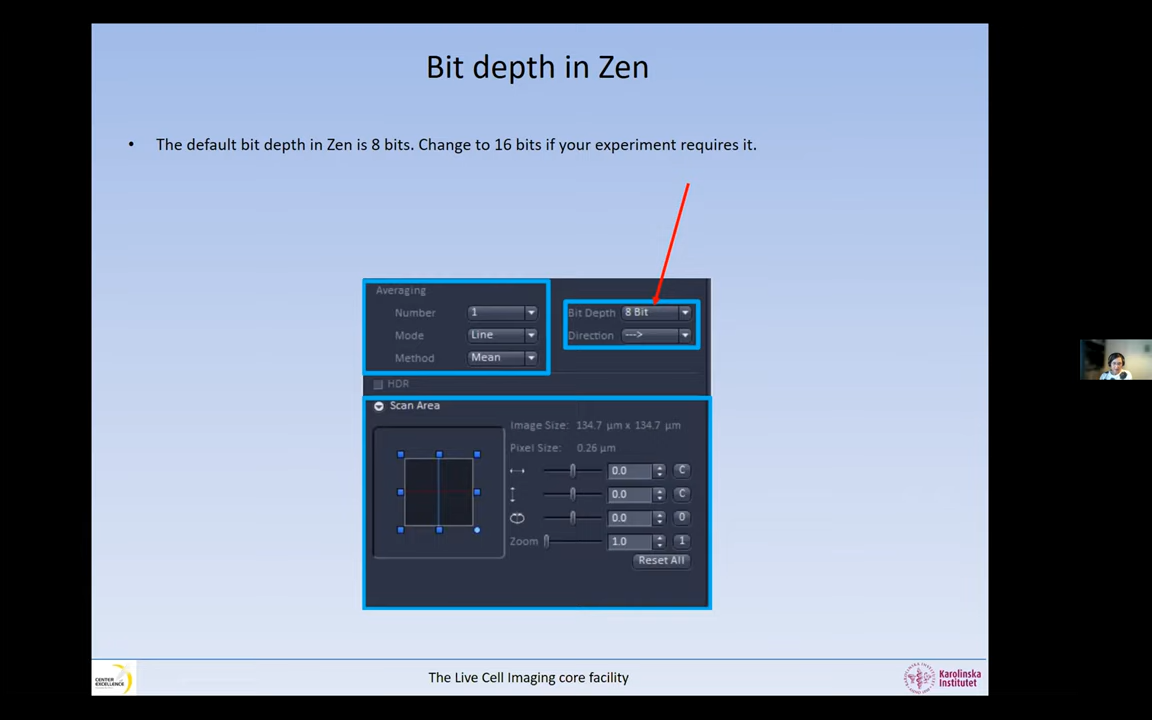 Bit depth in Zen
• The default bit depth in Zen is 8 bits. Change to 16 bits if your experiment requires it.
Averaging
Number 1
Mode Line
Method Mean
Bit Depth 8 Bit
Direction --->
HDR
Scan Area
Image Size: 134.7 µm x 134.7 µm
Pixel Size: 0.26 µm
0.0 C
0.0 C
0.0 0
Zoom 1.0 1
Reset All
CENTER
EXCELLENCE
The Live Cell Imaging core facility
Karolinska
Institutet